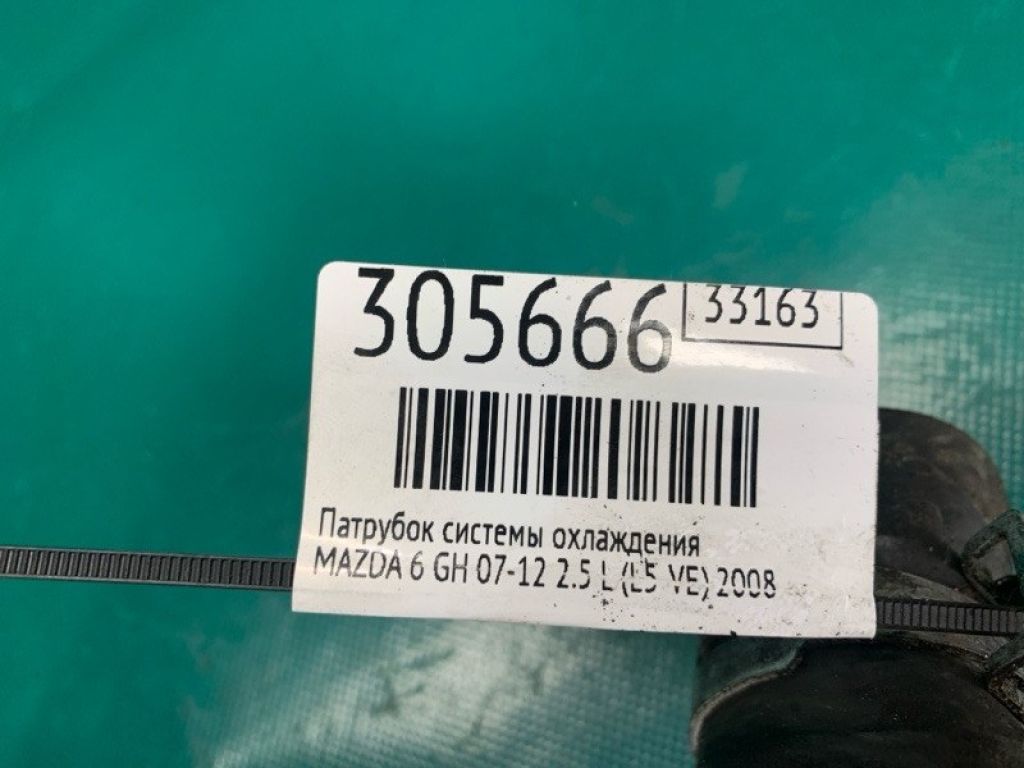 305666 33163
Патрубок системы охлаждения
MAZDA 6 GH 07-12 2.5 L (L5 VE) 2008